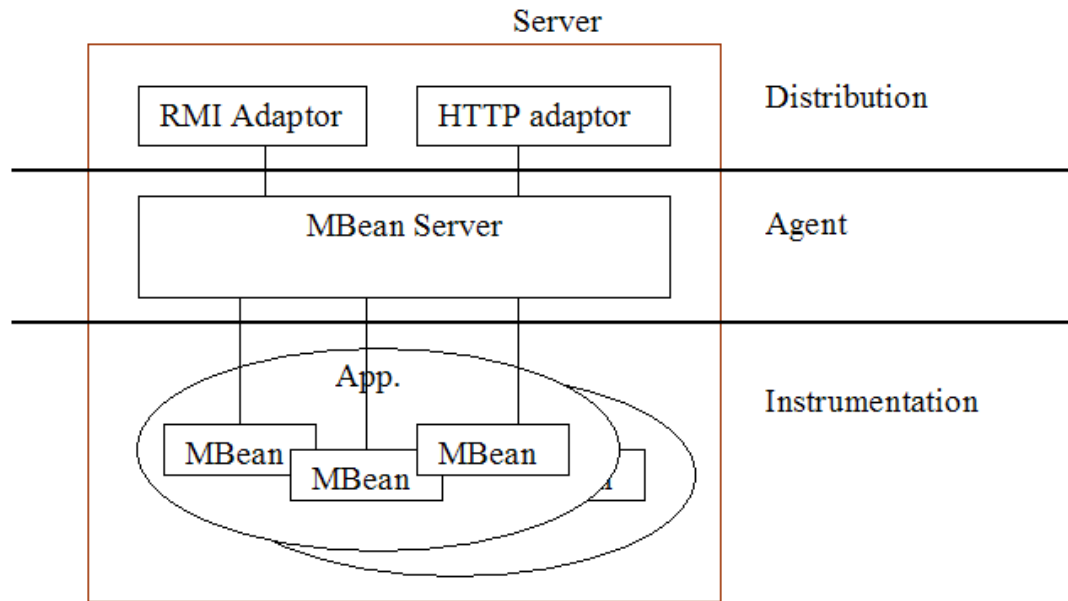 Server
RMI Adaptor
HTTP adaptor
Distribution
MBean Server
Agent
App.
Instrumentation
MBean
MBean
MBean